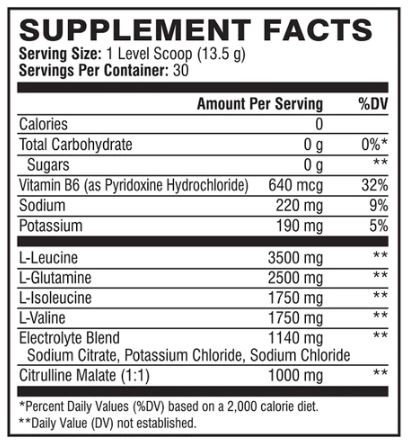 SUPPLEMENT FACTS
Serving Size: 1 Level Scoop (13.5 g)
Servings Per Container: 30
Amount Per Serving %DV
Calories 0
Total Carbohydrate 0 g 0%*
Sugars 0 g **
Vitamin B6 (as Pyridoxine Hydrochloride) 640 mcg 32%
Sodium 220 mg 9%
Potassium 190 mg 5%
L-Leucine 3500 mg **
L-Glutamine 2500 mg **
L-Isoleucine 1750 mg **
L-Valine 1750 mg **
Electrolyte Blend 1140 mg **
Sodium Citrate, Potassium Chloride, Sodium Chloride
Citrulline Malate (1:1) 1000 mg **
*Percent Daily Values (%DV) based on a 2,000 calorie diet.
**Daily Value (DV) not established.